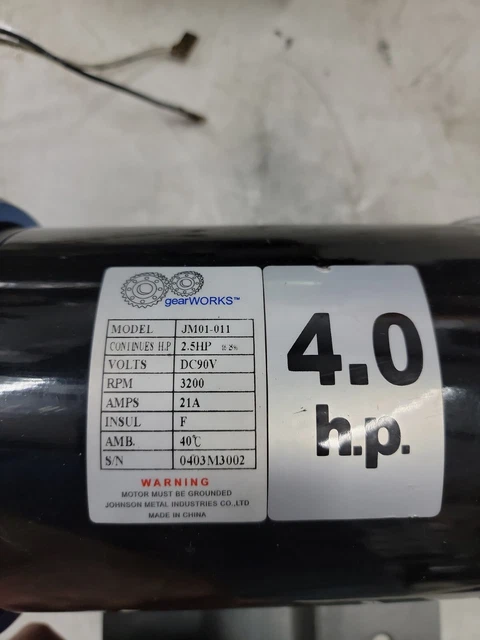 gearWORKS™
MODEL JM01-011
CONTINUES H.P 2.5HP
VOLTS DC90V
RPM 3200
AMPS 21A
INSUL F
AMB. 40℃
S/N 0403M3002
WARNING
MOTOR MUST BE GROUNDED
JOHNSON METAL INDUSTRIES CO.,LTD
MADE IN CHINA
4.0
h.p.